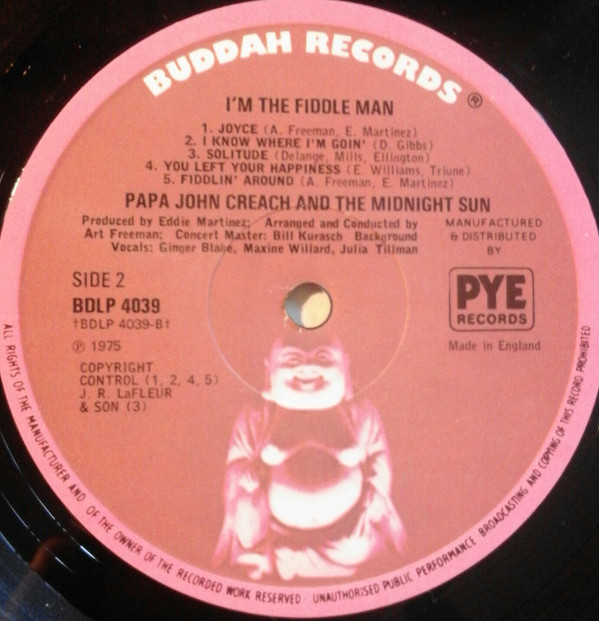 BUDDAH RECORDS ®
I'M THE FIDDLE MAN
1. JOYCE (A. Freeman, E. Martinez)
2. I KNOW WHERE I'M GOIN' (D. Gibbs)
3. SOLITUDE (Delange, Mills, Ellington)
4. YOU LEFT YOUR HAPPINESS (E. Williams, Triune)
5. FIDDLIN' AROUND (A. Freeman, E. Martinez)
PAPA JOHN CREACH AND THE MIDNIGHT SUN
Produced by Eddie Martinez; Arranged and Conducted by
Art Freeman; Concert Master: Bill Kurasch Background
Vocals: Ginger Blake, Maxine Willard, Julia Tillman
MANUFACTURED
& DISTRIBUTED
BY
PYE
RECORDS
Made in England
SIDE 2
BDLP 4039
†BDLP 4039-B†
℗ 1975
COPYRIGHT
CONTROL (1, 2, 4, 5)
J. R. LaFLEUR
& SON (3)
ALL RIGHTS OF THE MANUFACTURER AND OF THE OWNER OF THE RECORDED WORK RESERVED · UNAUTHORISED PUBLIC PERFORMANCE BROADCASTING AND COPYING OF THIS RECORD PROHIBITED